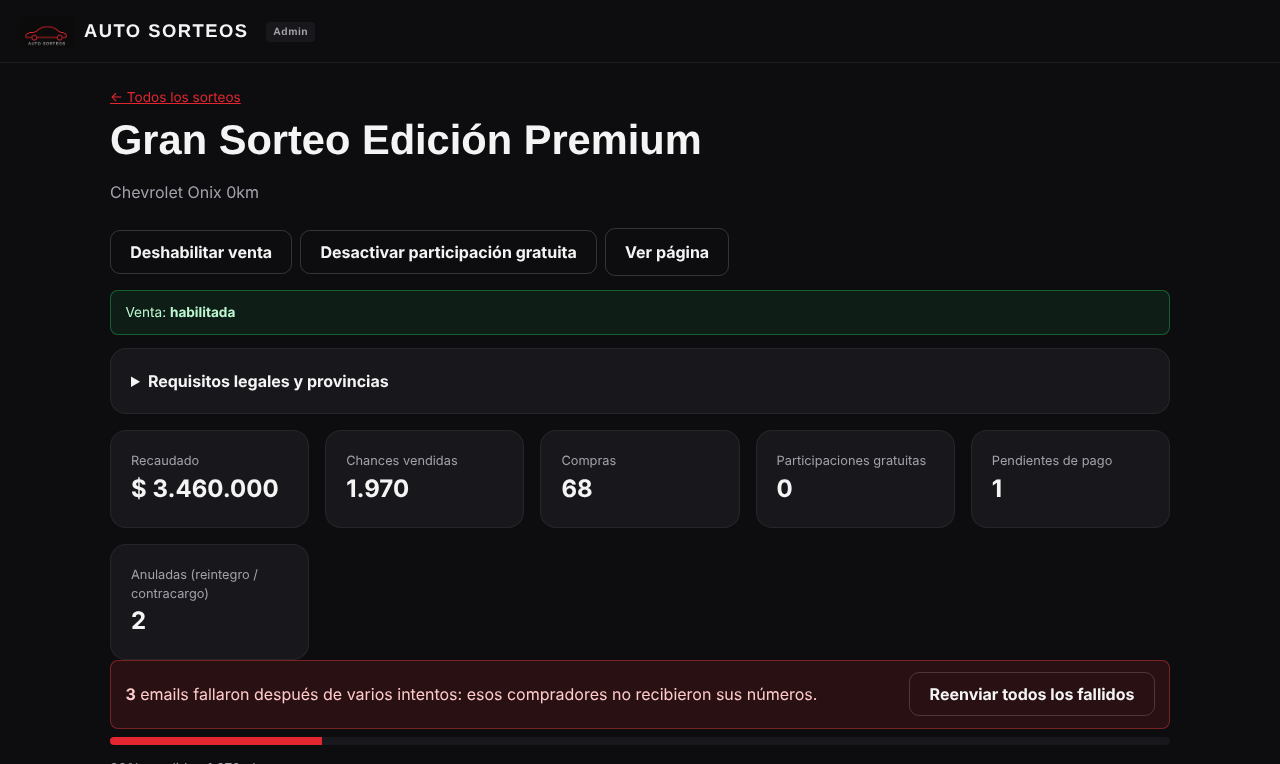 AUTO SORTEOS
AUTO SORTEOS
Admin
← Todos los sorteos
Gran Sorteo Edición Premium
Chevrolet Onix 0km
Deshabilitar venta
Desactivar participación gratuita
Ver página
Venta: habilitada
Requisitos legales y provincias
Recaudado
$ 3.460.000
Chances vendidas
1.970
Compras
68
Participaciones gratuitas
0
Pendientes de pago
1
Anuladas (reintegro /
contracargo)
2
3 emails fallaron después de varios intentos: esos compradores no recibieron sus números.
Reenviar todos los fallidos